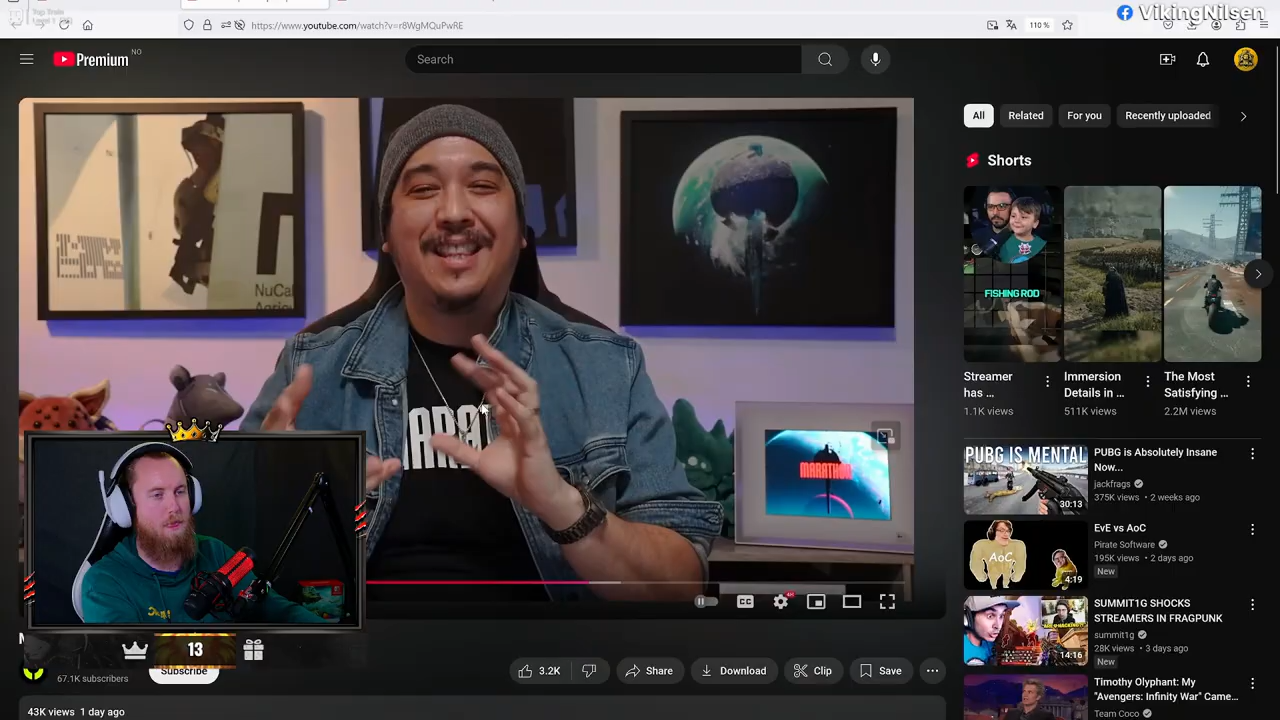 VikingNilsen
https://www.youtube.com/watch?v=r8WgMQuPwRE
110 %
Premium NO
Search
All
Related
For you
Recently uploaded
Shorts
NuCal
MARATHON
FISHING ROD
Streamer
has ...
1.1K views
Immersion
Details in ...
511K views
The Most
Satisfying ...
2.2M views
PUBG IS MENTAL
30:13
PUBG is Absolutely Insane
Now...
jackfrags
375K views • 2 weeks ago
AoC
4:19
EvE vs AoC
Pirate Software
195K views • 2 days ago
New
14:16
SUMMIT1G SHOCKS
STREAMERS IN FRAGPUNK
summit1g
28K views • 3 days ago
New
Timothy Olyphant: My
"Avengers: Infinity War" Came...
Team Coco
CC
4K
13
67.1K subscribers
Subscribe
3.2K
Share
Download
Clip
Save
43K views 1 day ago